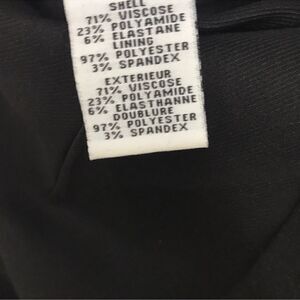 SHELL
71% VISCOSE
23% POLYAMIDE
6% ELASTANE
LINING
97% POLYESTER
3% SPANDEX
EXTERIEUR
71% VISCOSE
23% POLYAMIDE
6% ELASTHANNE
DOUBLURE
97% POLYESTER
3% SPANDEX